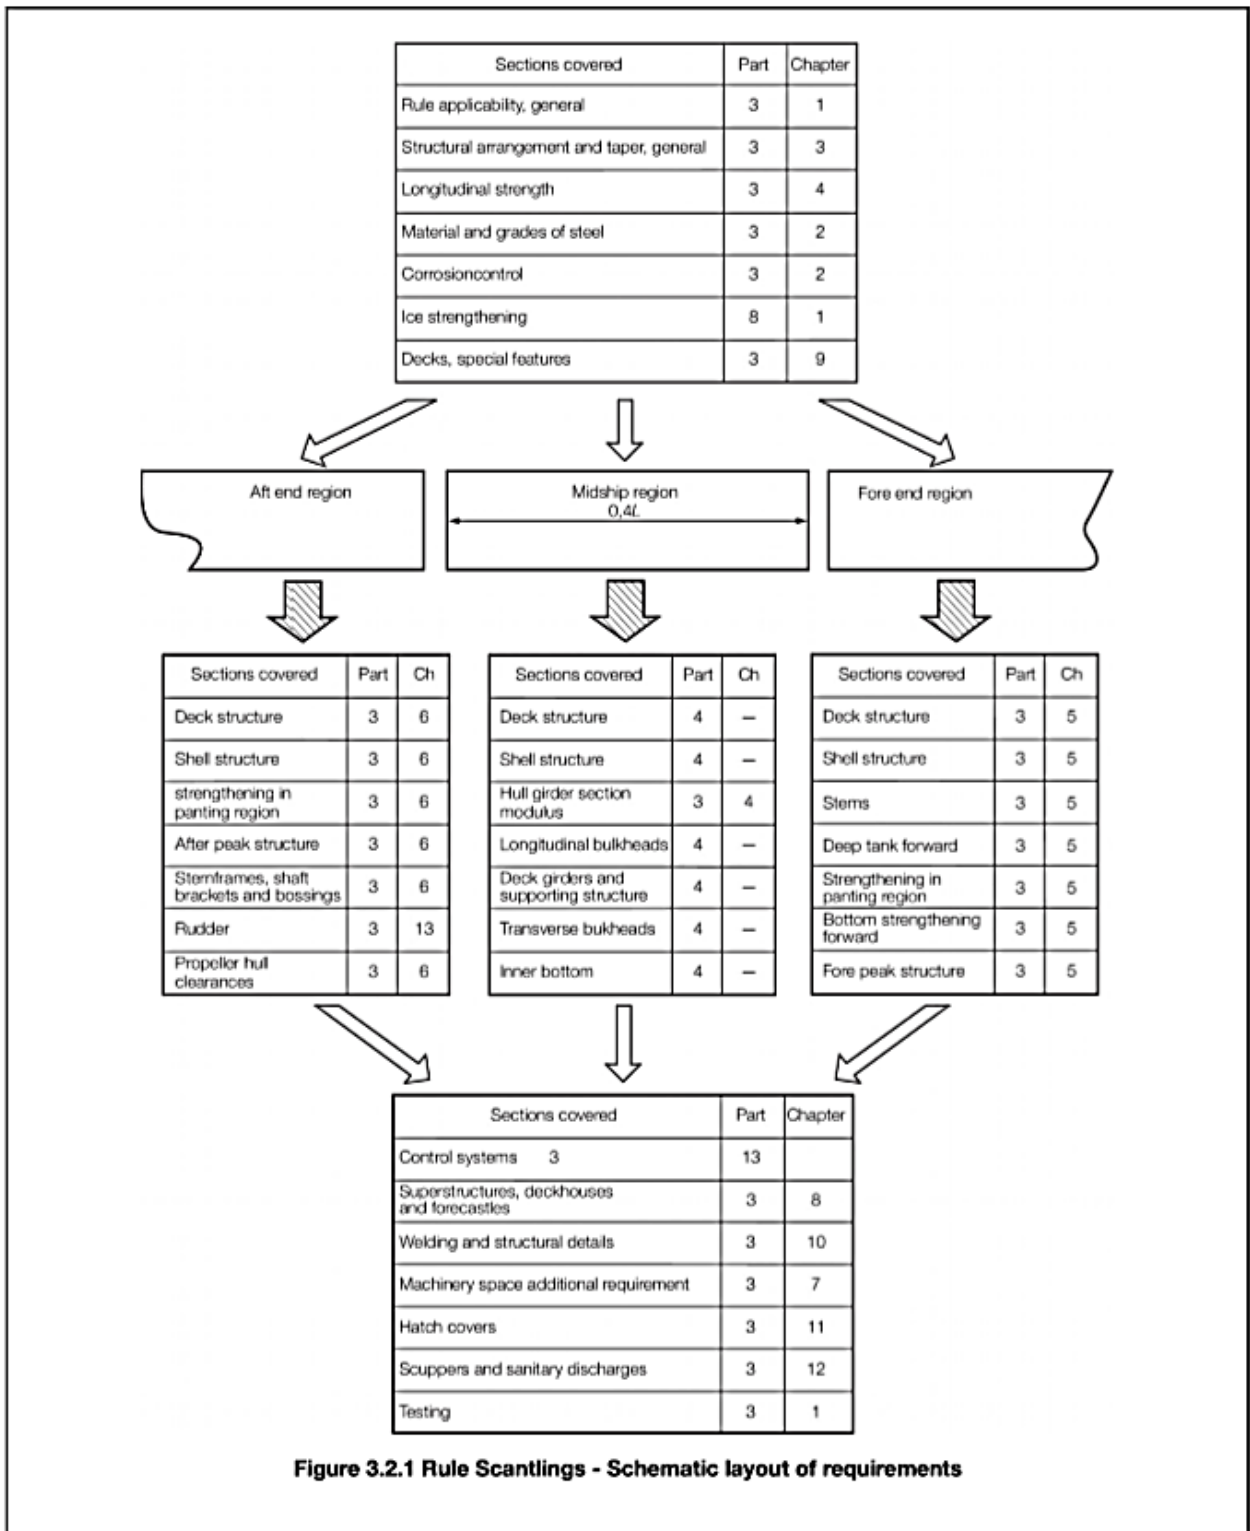 Sections covered Part Chapter
Rule applicability, general 3 1
Structural arrangement and taper, general 3 3
Longitudinal strength 3 4
Material and grades of steel 3 2
Corrosioncontrol 3 2
Ice strengthening 8 1
Decks, special features 3 9
Aft end region
Midship region
0,4L
Fore end region
Sections covered Part Ch
Deck structure 3 6
Shell structure 3 6
strengthening in
panting region 3 6
After peak structure 3 6
Sternframes, shaft
brackets and bossings 3 6
Rudder 3 13
Propeller hull
clearances 3 6
Sections covered Part Ch
Deck structure 4 –
Shell structure 4 –
Hull girder section
modulus 3 4
Longitudinal bulkheads 4 –
Deck girders and
supporting structure 4 –
Transverse bukheads 4 –
Inner bottom 4 –
Sections covered Part Ch
Deck structure 3 5
Shell structure 3 5
Stems 3 5
Deep tank forward 3 5
Strengthening in
panting region 3 5
Bottom strengthening
forward 3 5
Fore peak structure 3 5
Sections covered Part Chapter
Control systems 3 13
Superstructures, deckhouses
and forecastles 3 8
Welding and structural details 3 10
Machinery space additional requirement 3 7
Hatch covers 3 11
Scuppers and sanitary discharges 3 12
Testing 3 1
Figure 3.2.1 Rule Scantlings - Schematic layout of requirements